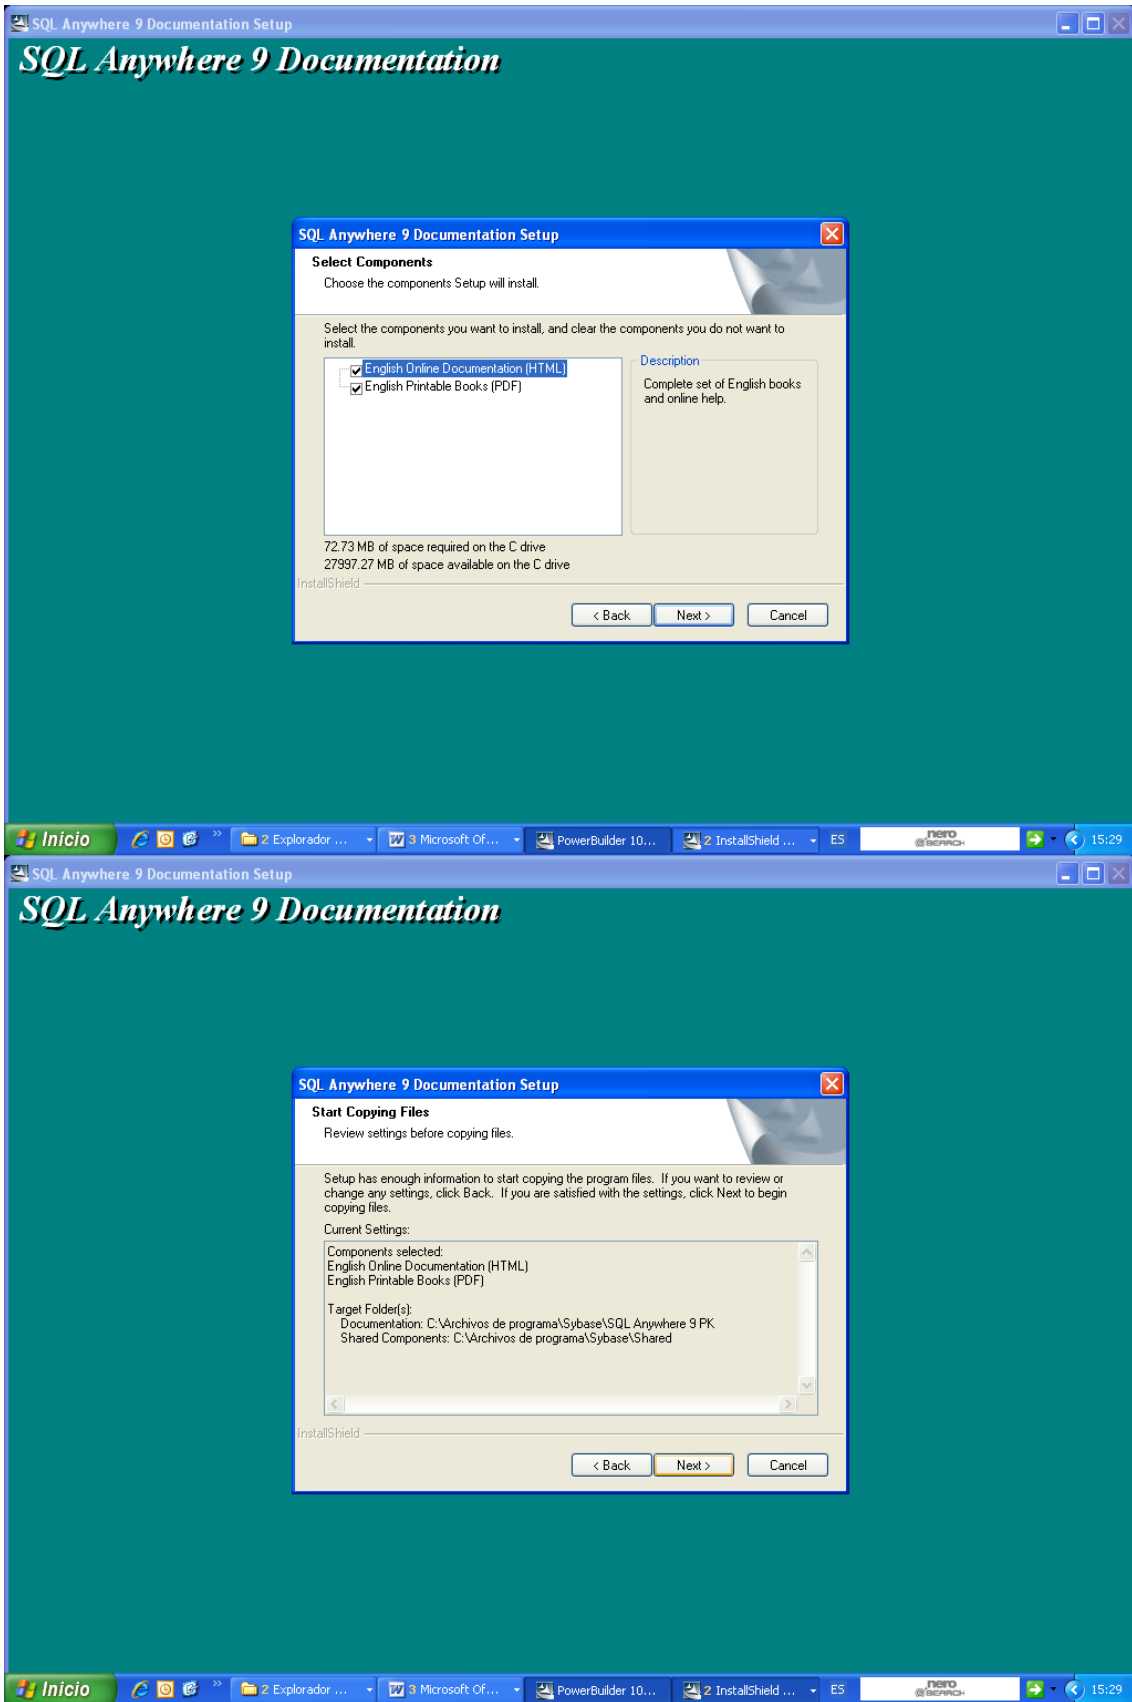 SQL Anywhere 9 Documentation Setup
SQL Anywhere 9 Documentation
SQL Anywhere 9 Documentation Setup
Select Components
Choose the components Setup will install.
Select the components you want to install, and clear the components you do not want to
install.
English Online Documentation (HTML)
English Printable Books (PDF)
Description
Complete set of English books
and online help.
72.73 MB of space required on the C drive
27997.27 MB of space available on the C drive
InstallShield
< Back
Next >
Cancel
Inicio
2 Explorador ...
3 Microsoft Of...
PowerBuilder 10...
2 InstallShield ...
ES
nero
SEARCH
15:29
SQL Anywhere 9 Documentation Setup
SQL Anywhere 9 Documentation
SQL Anywhere 9 Documentation Setup
Start Copying Files
Review settings before copying files.
Setup has enough information to start copying the program files. If you want to review or
change any settings, click Back. If you are satisfied with the settings, click Next to begin
copying files.
Current Settings:
Components selected:
English Online Documentation (HTML)
English Printable Books (PDF)
Target Folder(s):
Documentation: C:\Archivos de programa\Sybase\SQL Anywhere 9 PK
Shared Components: C:\Archivos de programa\Sybase\Shared
InstallShield
< Back
Next >
Cancel
Inicio
2 Explorador ...
3 Microsoft Of...
PowerBuilder 10...
2 InstallShield ...
ES
nero
SEARCH
15:29